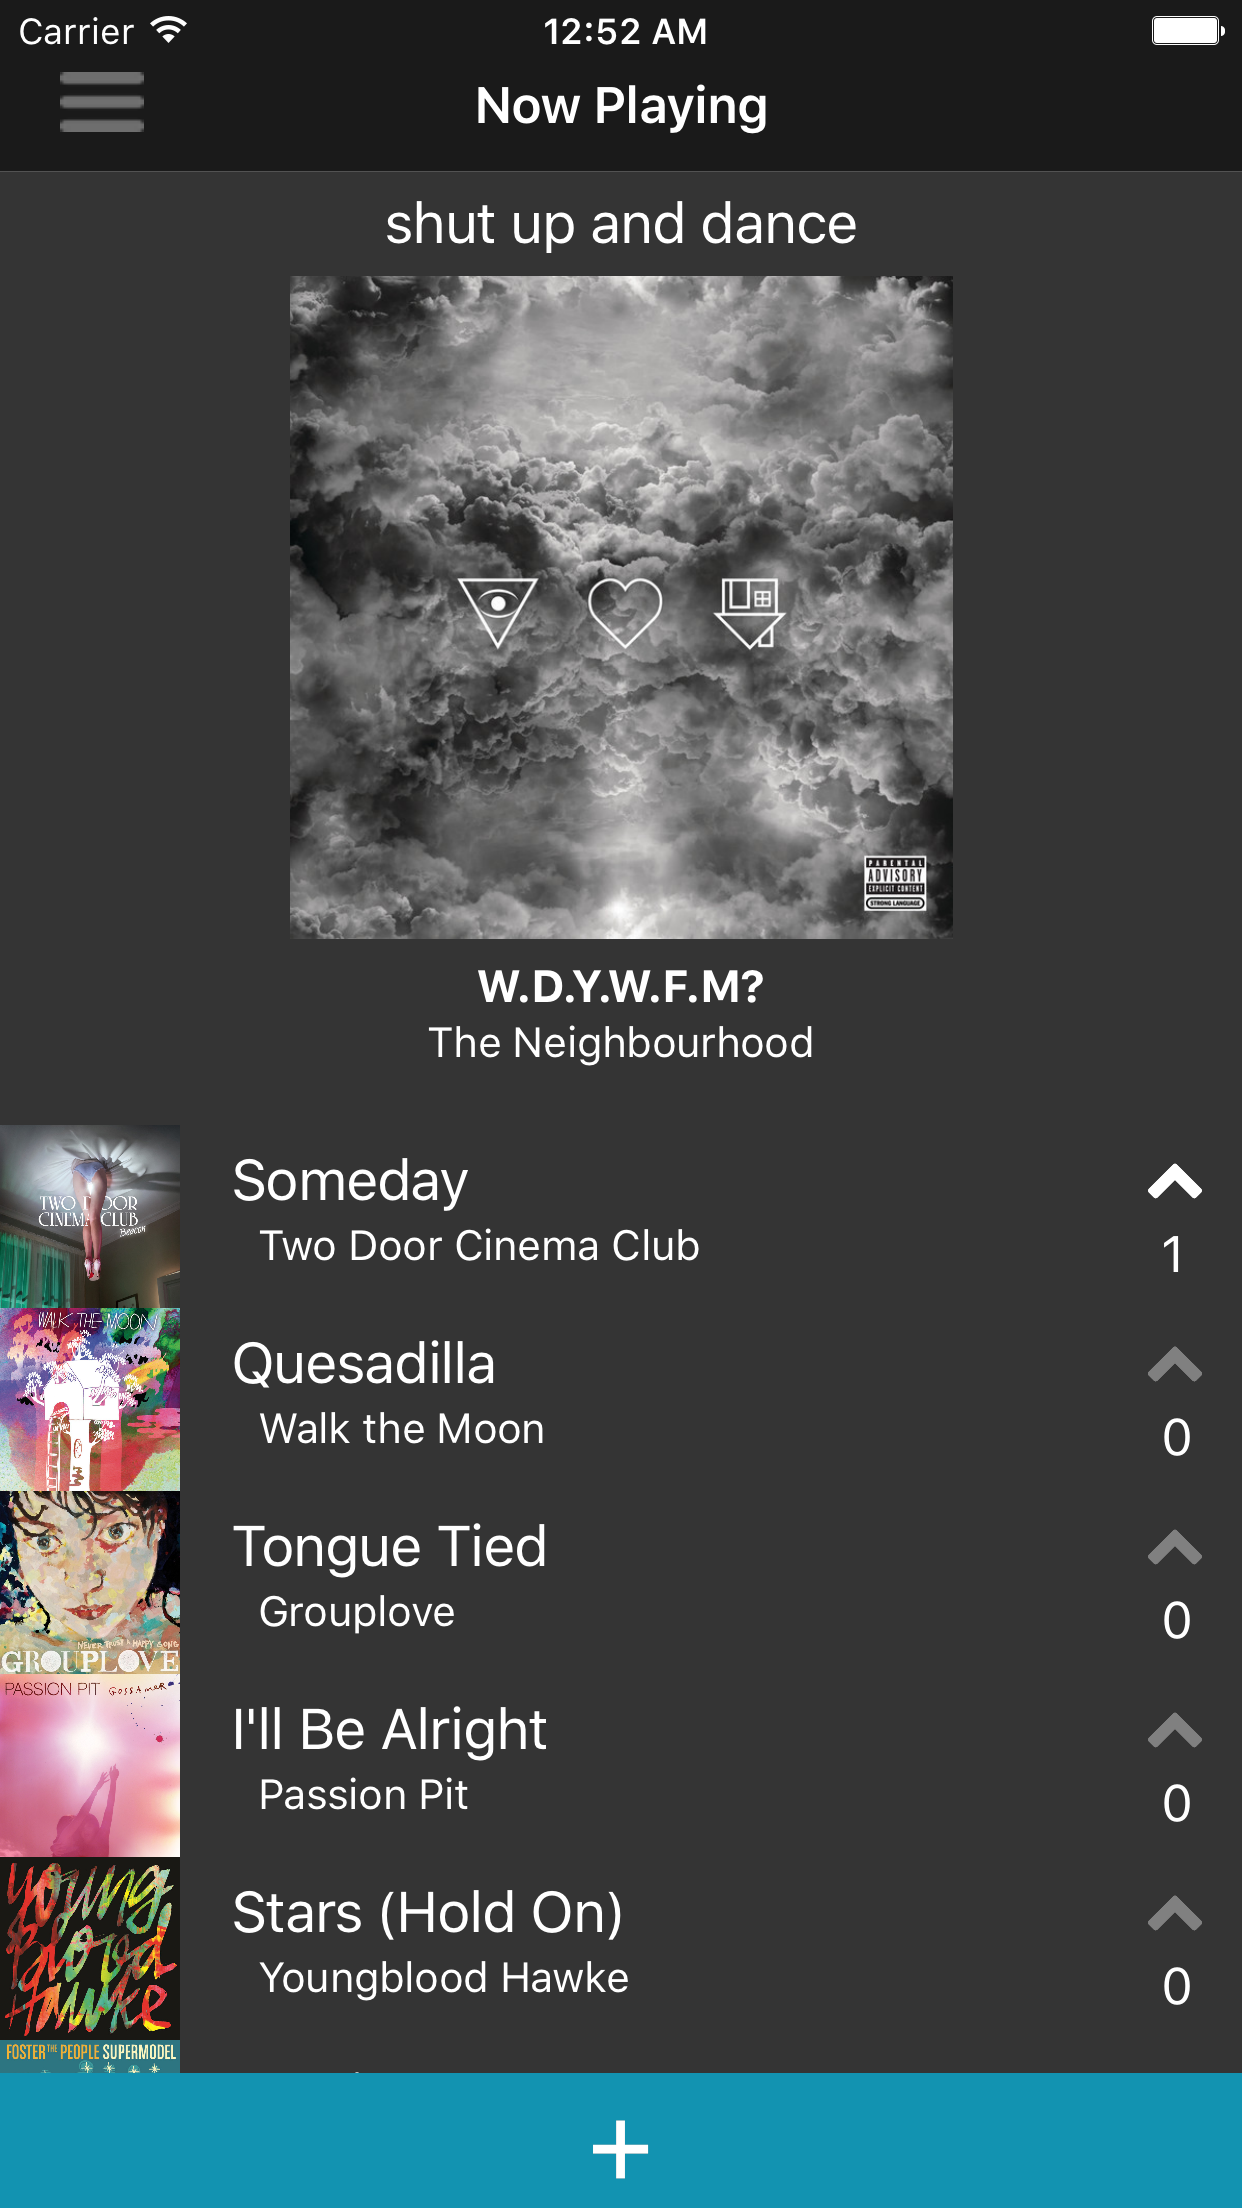 Carrier
12:52 AM
Now Playing
shut up and dance
PARENTAL
ADVISORY
EXPLICIT CONTENT
STRONG LANGUAGE
W.D.Y.W.F.M?
The Neighbourhood
TWO DOOR
CINEMA CLUB
Beacon
Someday
Two Door Cinema Club
1
WALK THE MOON
Quesadilla
Walk the Moon
0
NEVER TRUST A HAPPY SONG
GROUPLOVE
Tongue Tied
Grouplove
0
PASSION PIT GOSSAMER
I'll Be Alright
Passion Pit
0
young
blood
Hawke
Stars (Hold On)
Youngblood Hawke
0
FOSTER THE PEOPLE SUPERMODEL